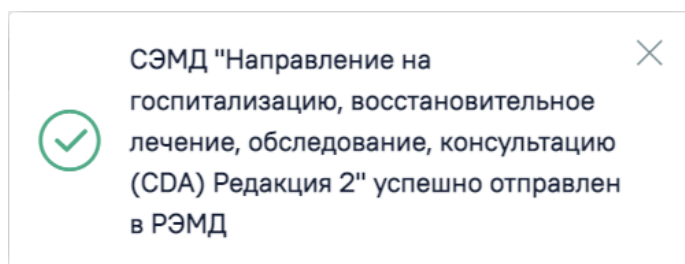 СЭМД "Направление на
госпитализацию, восстановительное
лечение, обследование, консультацию
(CDA) Редакция 2" успешно отправлен
в РЭМД